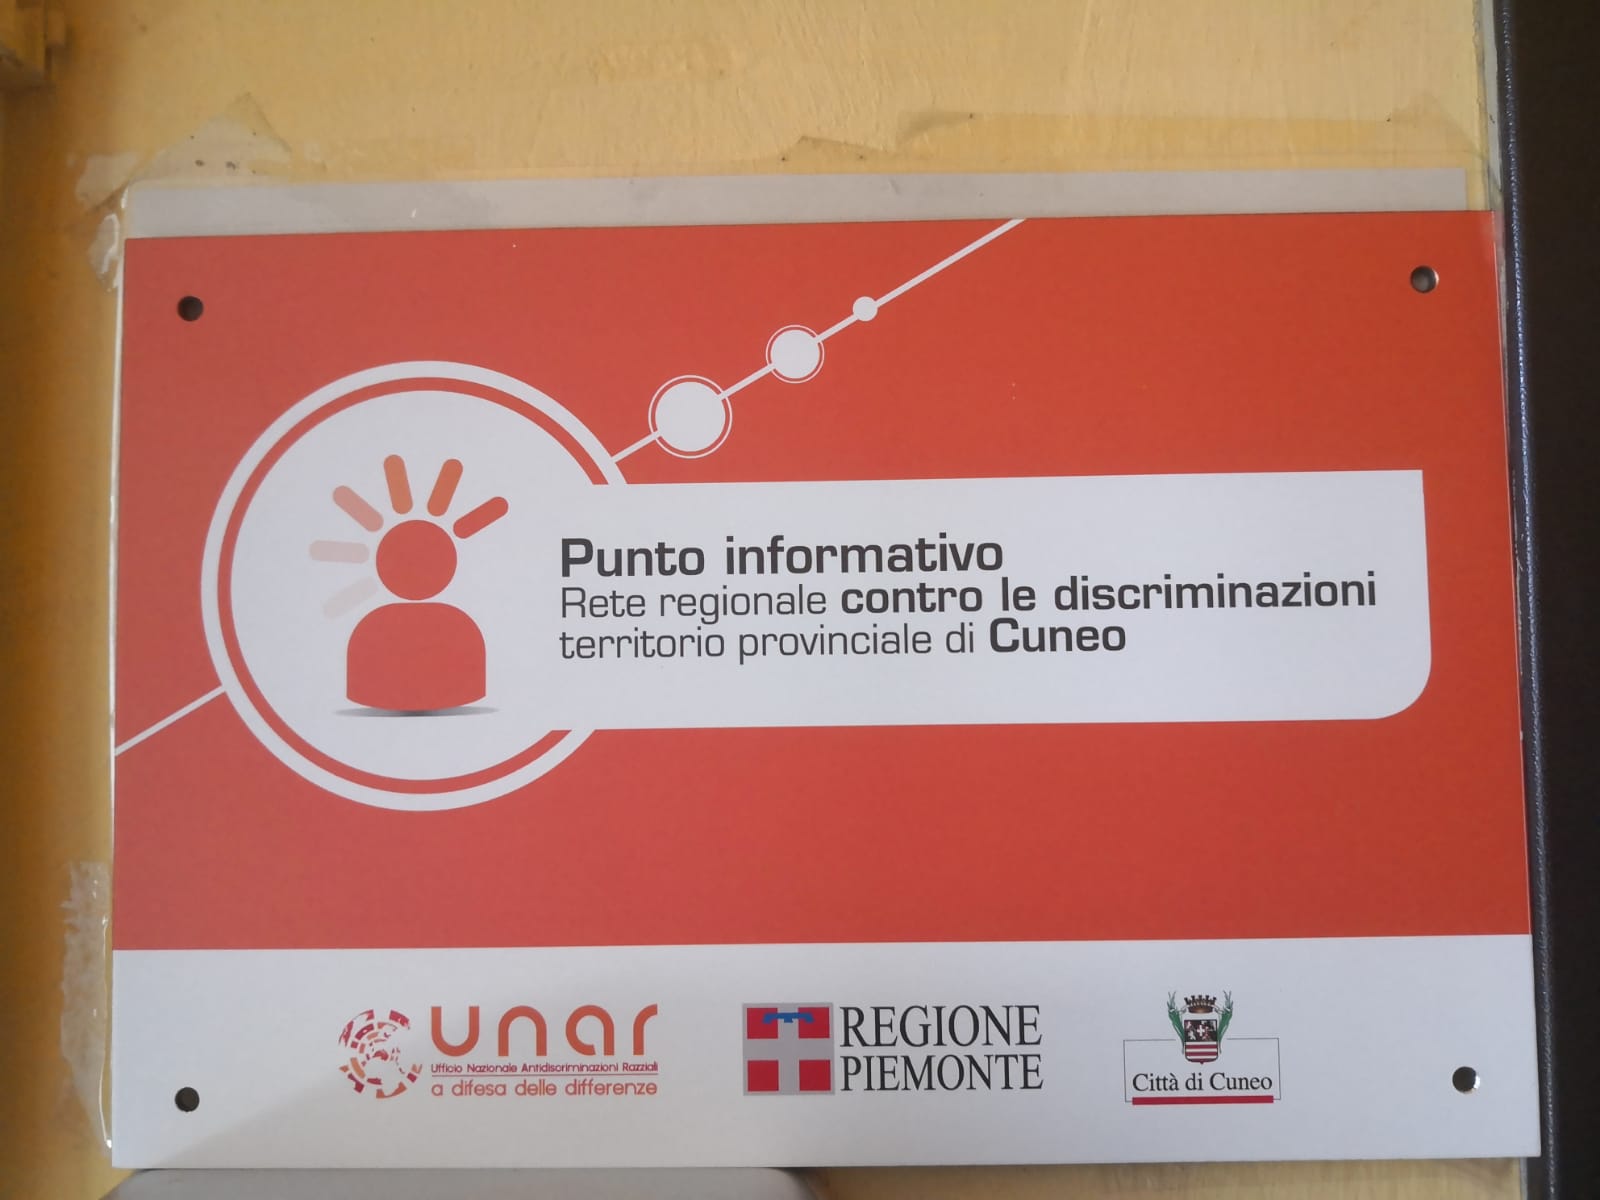 Punto informativo
Rete regionale contro le discriminazioni
territorio provinciale di Cuneo
unar
Ufficio Nazionale Antidiscriminazioni Razziali
a difesa delle differenze
REGIONE
PIEMONTE
Città di Cuneo